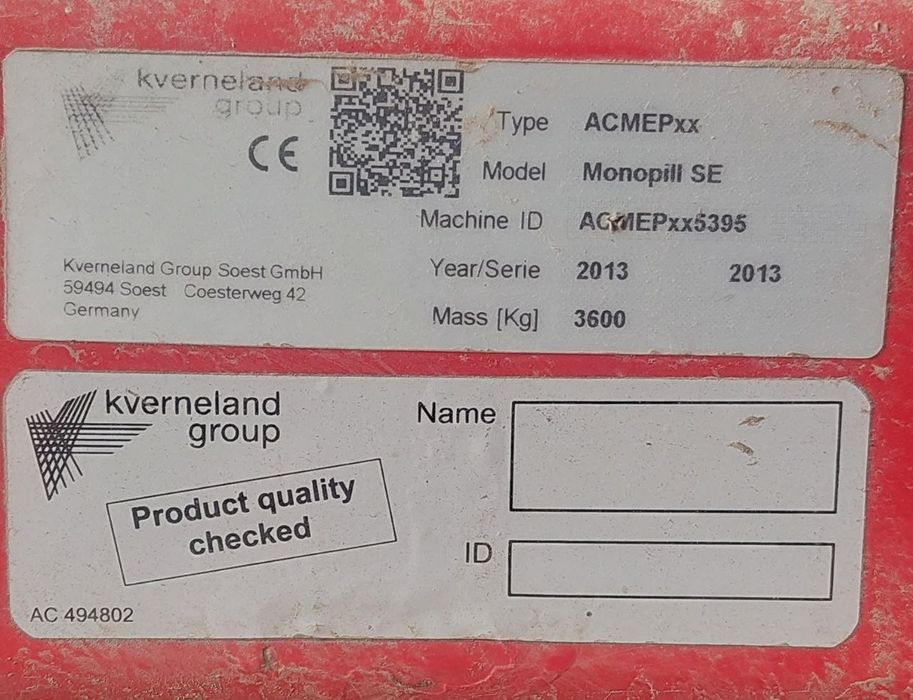 kverneland
group
CE
Type ACMEPxx
Model Monopill SE
Machine ID ACMEPxx5395
Year/Serie 2013 2013
Mass [Kg] 3600
Kverneland Group Soest GmbH
59494 Soest Coesterweg 42
Germany
kverneland
group
Product quality
checked
AC 494802
Name
ID